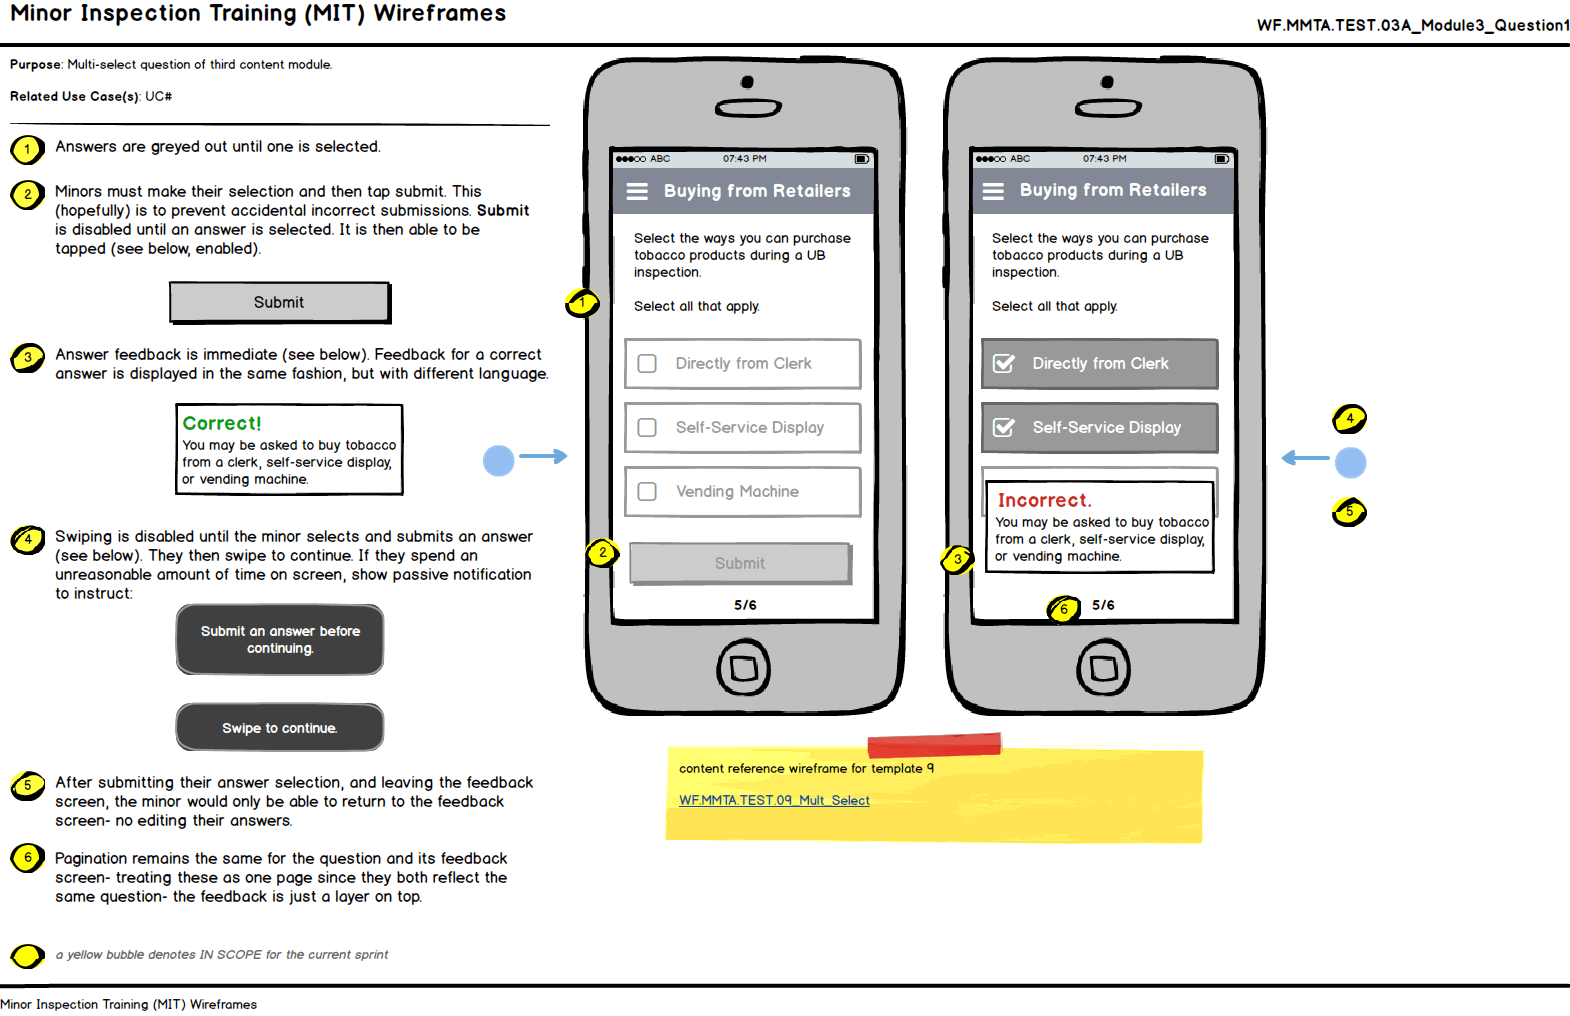 Minor Inspection Training (MIT) Wireframes
WF.MMTA.TEST.03A_Module3_Question1
Purpose: Multi-select question of third content module.
Related Use Case(s): UC#
1
Answers are greyed out until one is selected.
2
Minors must make their selection and then tap submit. This
(hopefully) is to prevent accidental incorrect submissions. Submit
is disabled until an answer is selected. It is then able to be
tapped (see below, enabled).
Submit
3
Answer feedback is immediate (see below). Feedback for a correct
answer is displayed in the same fashion, but with different language.
Correct!
You may be asked to buy tobacco
from a clerk, self-service display,
or vending machine.
4
Swiping is disabled until the minor selects and submits an answer
(see below). They then swipe to continue. If they spend an
unreasonable amount of time on screen, show passive notification
to instruct:
Submit an answer before
continuing.
Swipe to continue.
5
After submitting their answer selection, and leaving the feedback
screen, the minor would only be able to return to the feedback
screen- no editing their answers.
6
Pagination remains the same for the question and its feedback
screen- treating these as one page since they both reflect the
same question- the feedback is just a layer on top.
a yellow bubble denotes IN SCOPE for the current sprint
ABC 07:43 PM
Buying from Retailers
Select the ways you can purchase
tobacco products during a UB
inspection.
Select all that apply.
1
Directly from Clerk
Self-Service Display
Vending Machine
2
Submit
5/6
ABC 07:43 PM
Buying from Retailers
Select the ways you can purchase
tobacco products during a UB
inspection.
Select all that apply.
Directly from Clerk
Self-Service Display
Incorrect.
You may be asked to buy tobacco
from a clerk, self-service display,
or vending machine.
3
6
5/6
4
5
content reference wireframe for template 9
WF.MMTA.TEST.09_Mult_Select
Minor Inspection Training (MIT) Wireframes